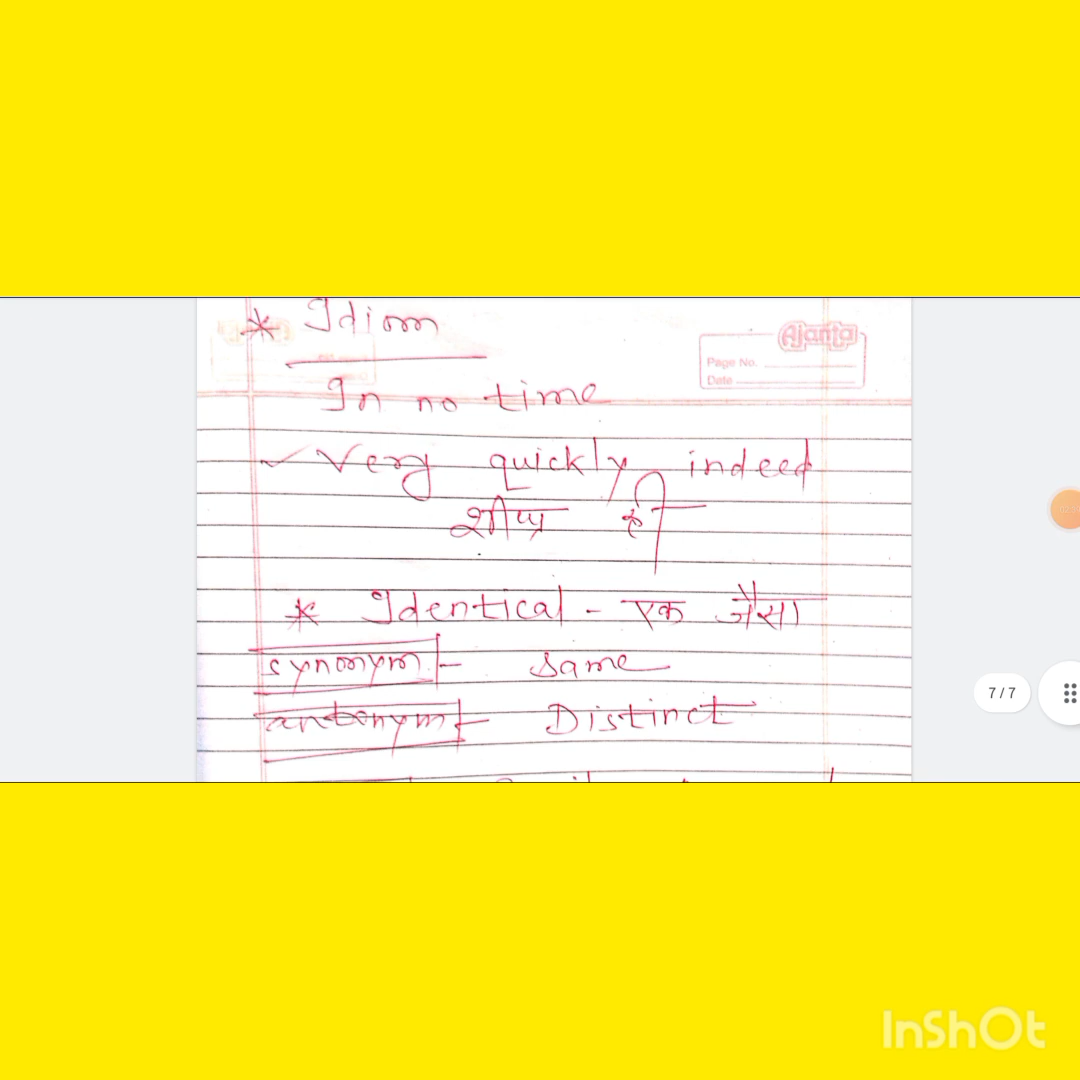 * Idiom
Ajanta
Page No.
Date
In no time
✓ Very quickly indeed
शीघ्र ही
* Identical - एक जैसा
synonym - same
antonym - Distinct
7/7
InShOt